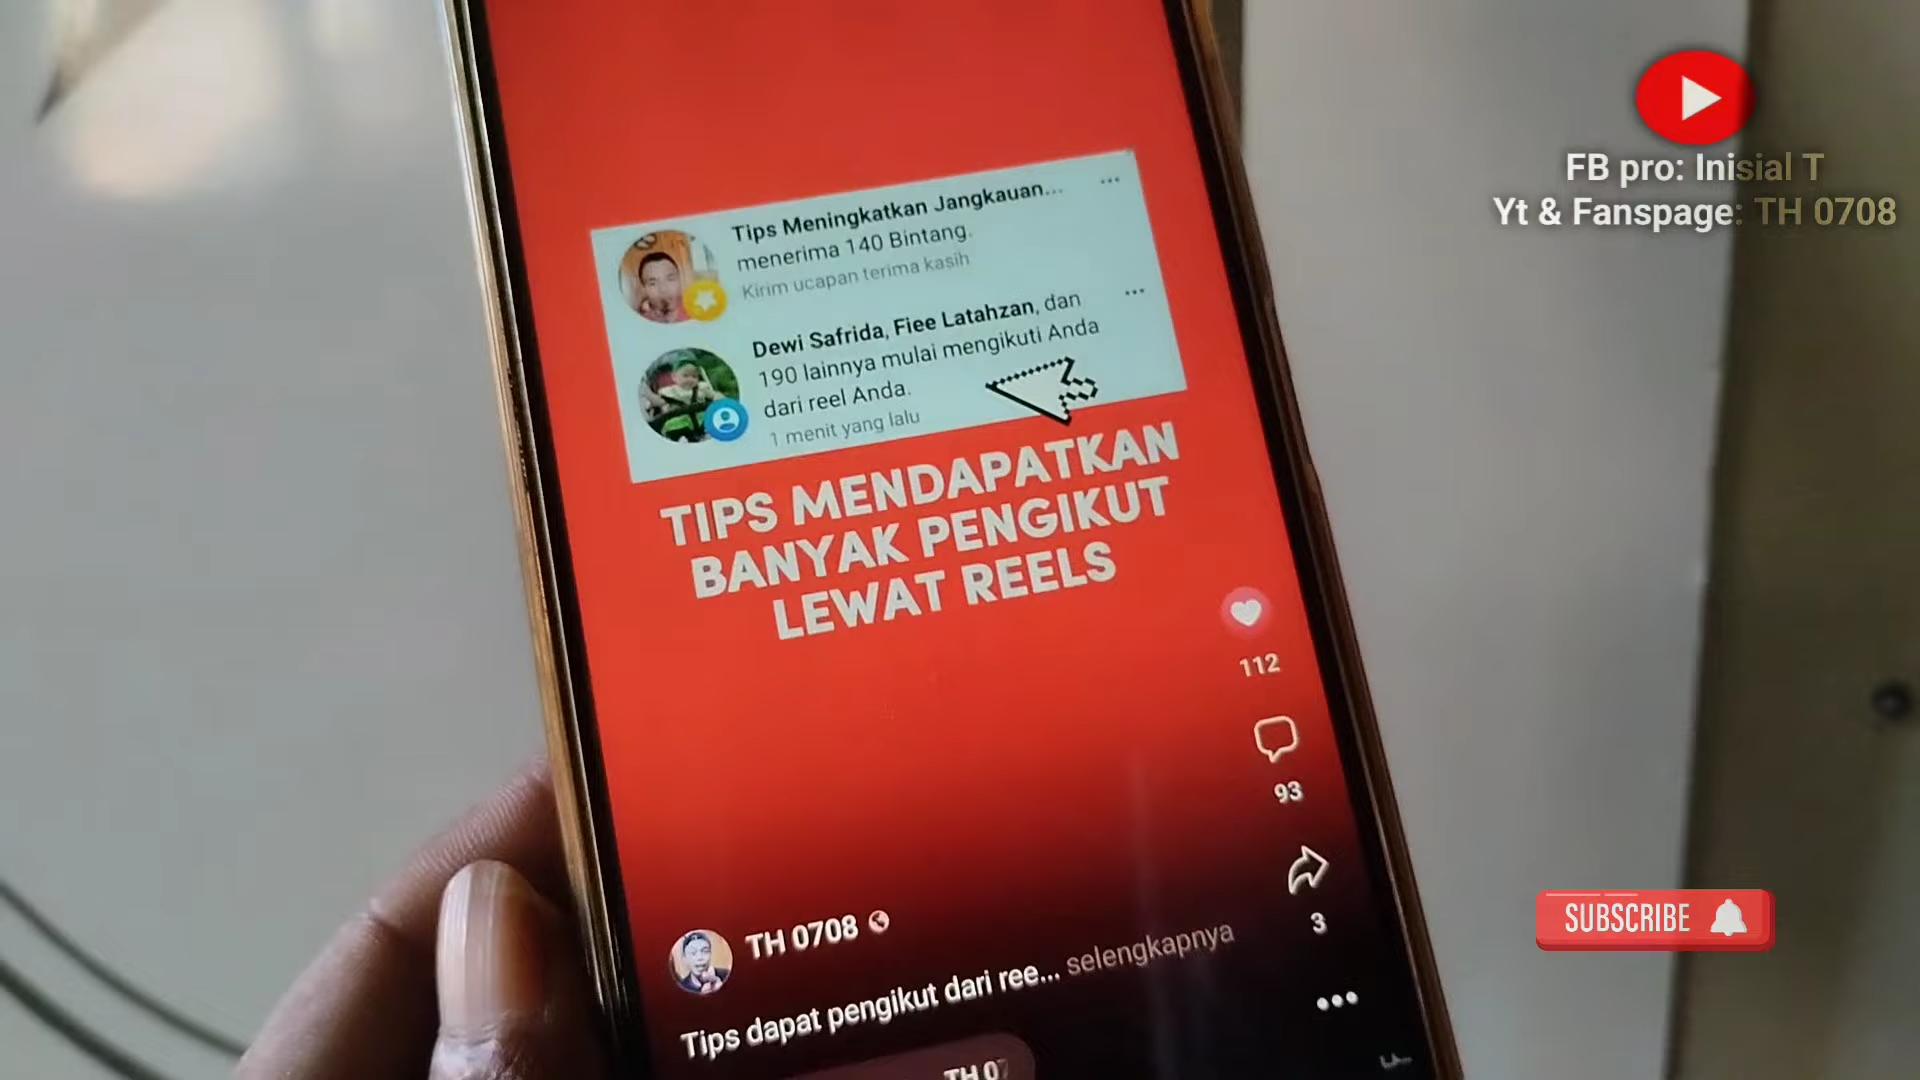 FB pro: Inisial T
Yt & Fanspage: TH 0708
Tips Meningkatkan Jangkauan...
menerima 140 Bintang.
Kirim ucapan terima kasih
Dewi Safrida, Fiee Latahzan, dan
190 lainnya mulai mengikuti Anda
dari reel Anda.
1 menit yang lalu
TIPS MENDAPATKAN
BANYAK PENGIKUT
LEWAT REELS
112
93
3
TH 0708
Tips dapat pengikut dari ree... selengkapnya
SUBSCRIBE